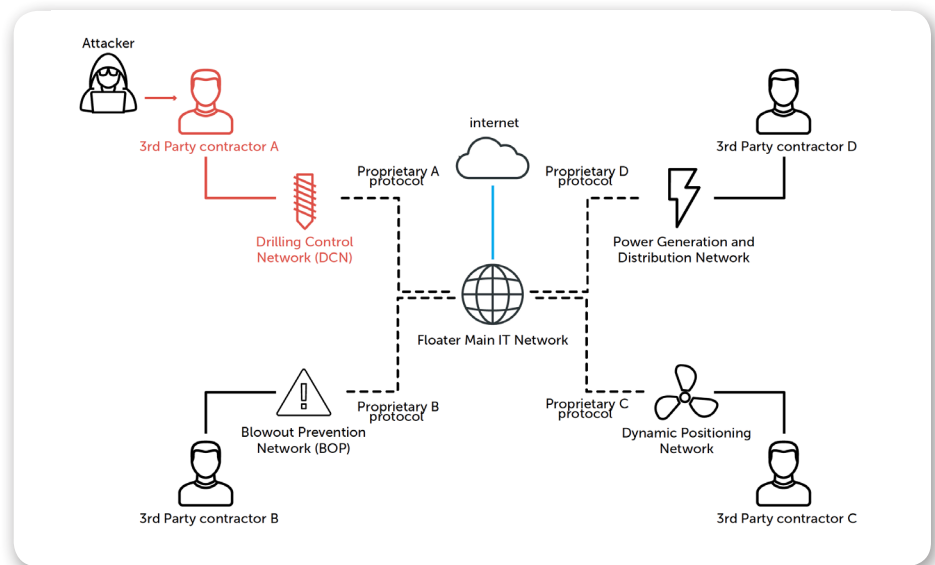 Attacker
internet
3rd Party contractor A
3rd Party contractor D
Proprietary A
protocol
Proprietary D
protocol
Drilling Control
Network (DCN)
Power Generation and
Distribution Network
Floater Main IT Network
Proprietary B
protocol
Proprietary C
protocol
Blowout Prevention
Network (BOP)
Dynamic Positioning
Network
3rd Party contractor B
3rd Party contractor C